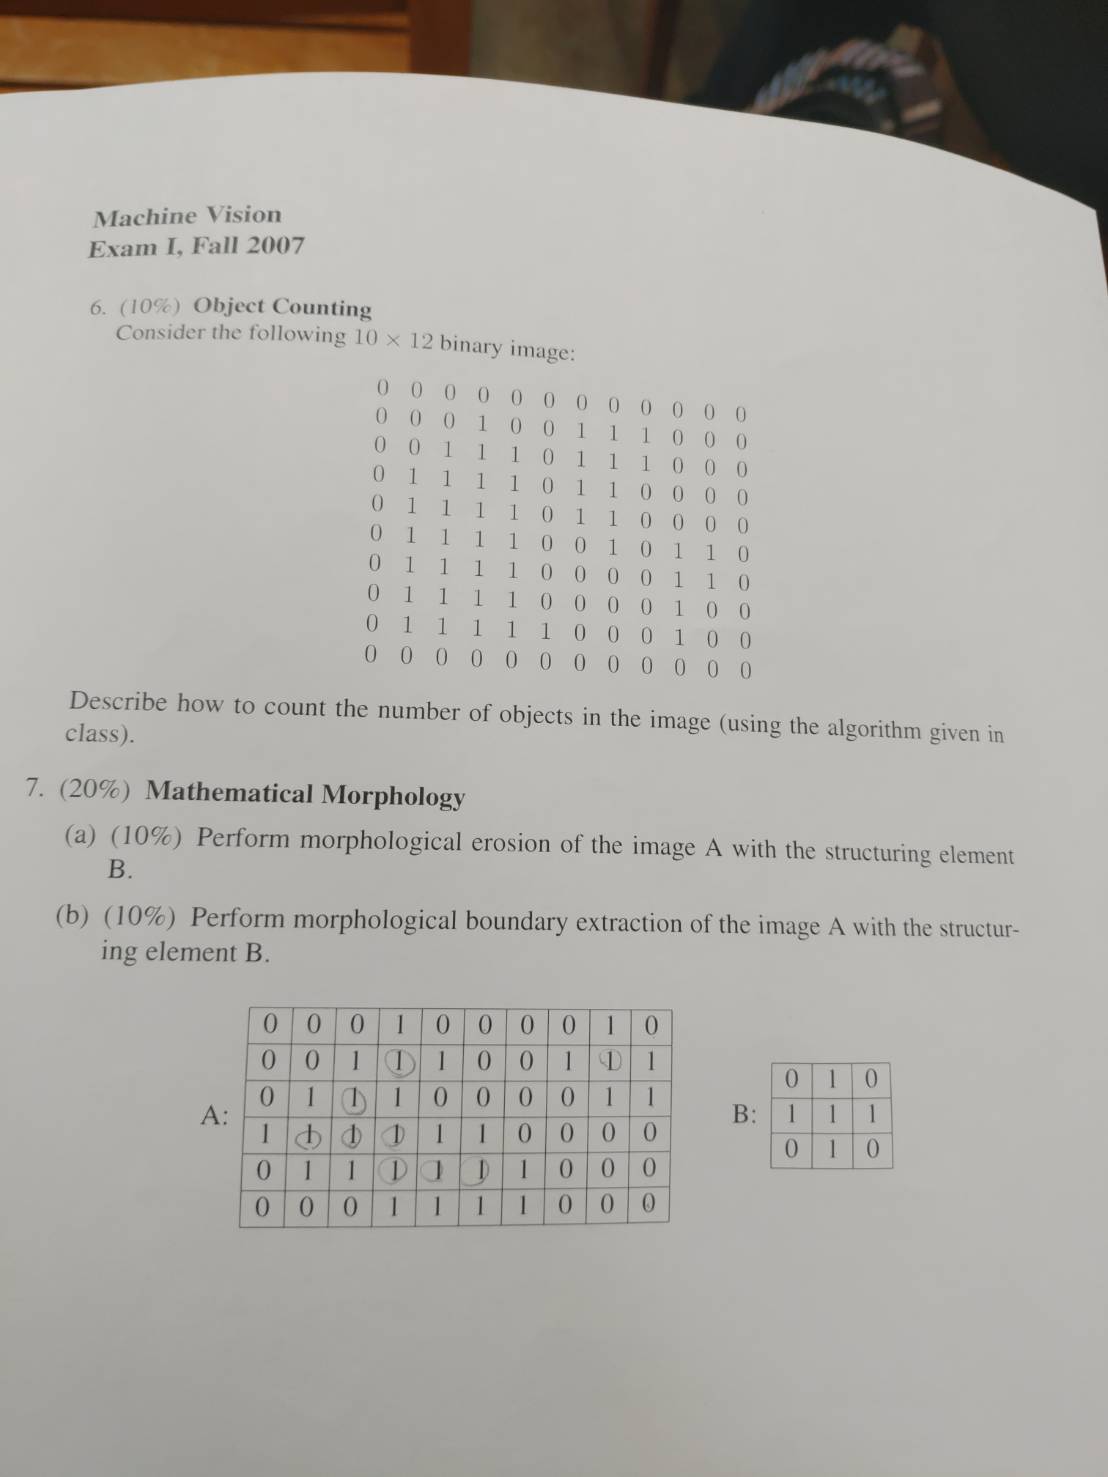 Machine Vision
Exam I, Fall 2007
6. (10%) Object Counting
Consider the following 10 × 12 binary image:
0 0 0 0 0 0 0 0 0 0 0 0
0 0 0 1 0 0 1 1 1 0 0 0
0 0 1 1 1 0 1 1 1 0 0 0
0 1 1 1 1 0 1 1 0 0 0 0
0 1 1 1 1 0 1 1 0 0 0 0
0 1 1 1 1 0 0 1 0 1 1 0
0 1 1 1 1 0 0 0 0 1 1 0
0 1 1 1 1 0 0 0 0 1 0 0
0 1 1 1 1 1 0 0 0 1 0 0
0 0 0 0 0 0 0 0 0 0 0 0
Describe how to count the number of objects in the image (using the algorithm given in
class).
7. (20%) Mathematical Morphology
(a) (10%) Perform morphological erosion of the image A with the structuring element
B.
(b) (10%) Perform morphological boundary extraction of the image A with the structur-
ing element B.
A:
0 0 0 1 0 0 0 0 1 0
0 0 1 1 1 0 0 1 1 1
0 1 1 1 0 0 0 0 1 1
1 1 1 1 1 1 0 0 0 0
0 1 1 1 1 1 1 0 0 0
0 0 0 1 1 1 1 0 0 0
B:
0 1 0
1 1 1
0 1 0